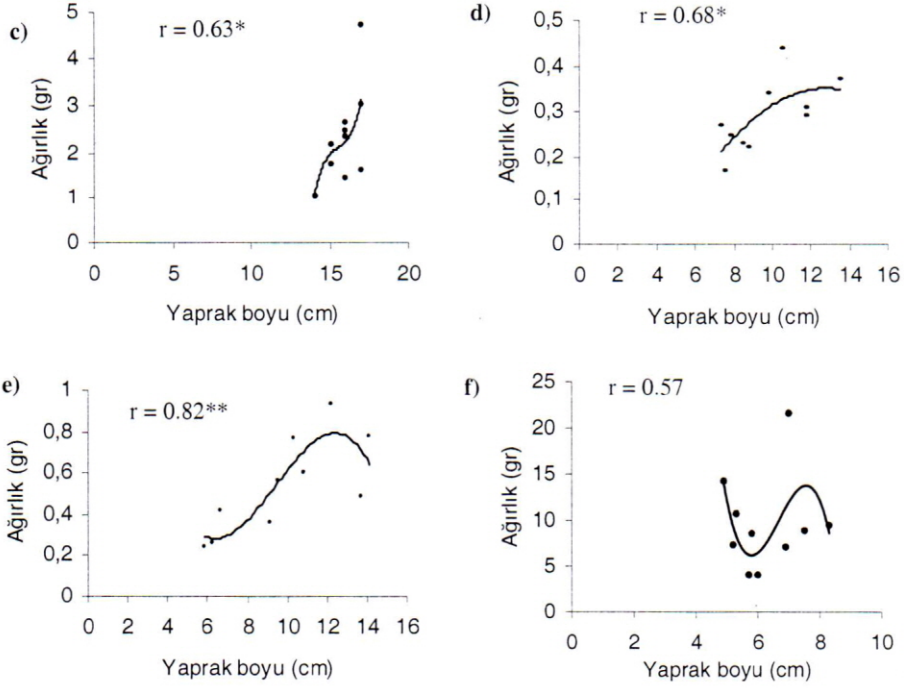 c)
r = 0.63*
5
4
3
2
1
0
Ağırlık (gr)
0 5 10 15 20
Yaprak boyu (cm)
d)
r = 0.68*
0,5
0,4
0,3
0,2
0,1
0
Ağırlık (gr)
0 2 4 6 8 10 12 14 16
Yaprak boyu (cm)
e)
r = 0.82**
1
0,8
0,6
0,4
0,2
0
Ağırlık (gr)
0 2 4 6 8 10 12 14 16
Yaprak boyu (cm)
f)
r = 0.57
25
20
15
10
5
0
Ağırlık (gr)
0 2 4 6 8 10
Yaprak boyu (cm)